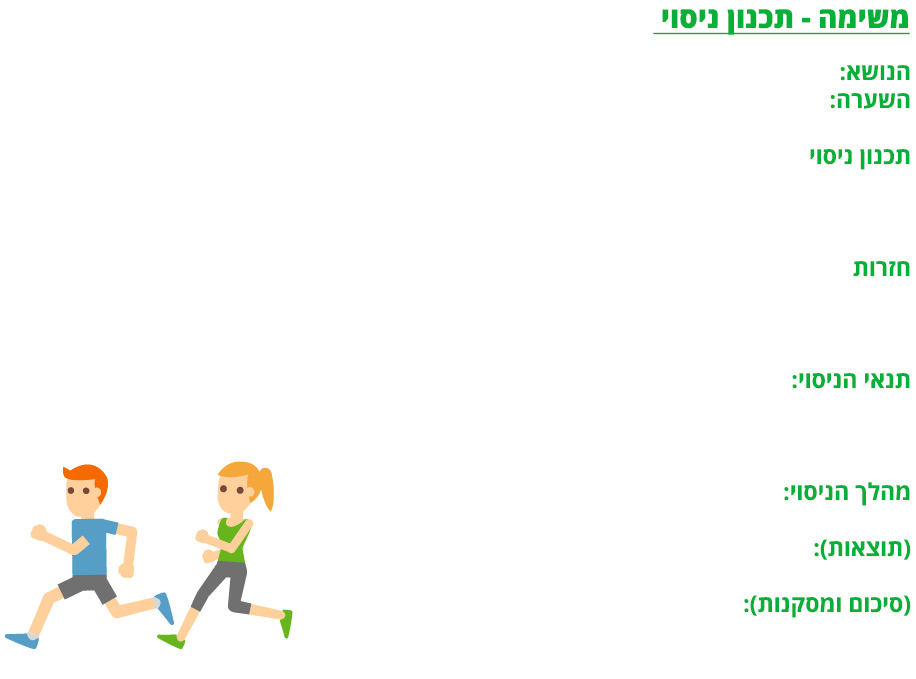 משימה - תכנון ניסוי
הנושא:
השערה:
תכנון ניסוי
חזרות
תנאי הניסוי:
מהלך הניסוי:
(תוצאות):
(סיכום ומסקנות):